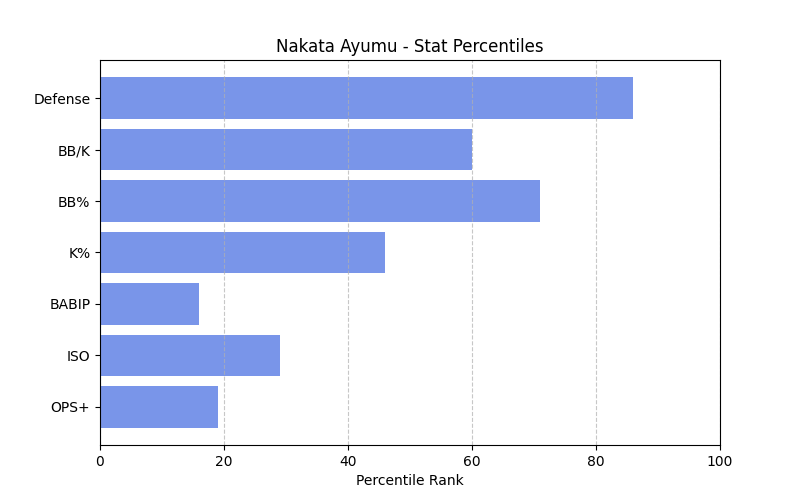 Nakata Ayumu - Stat Percentiles
Defense
BB/K
BB%
K%
BABIP
ISO
OPS+
0 20 40 60 80 100
Percentile Rank